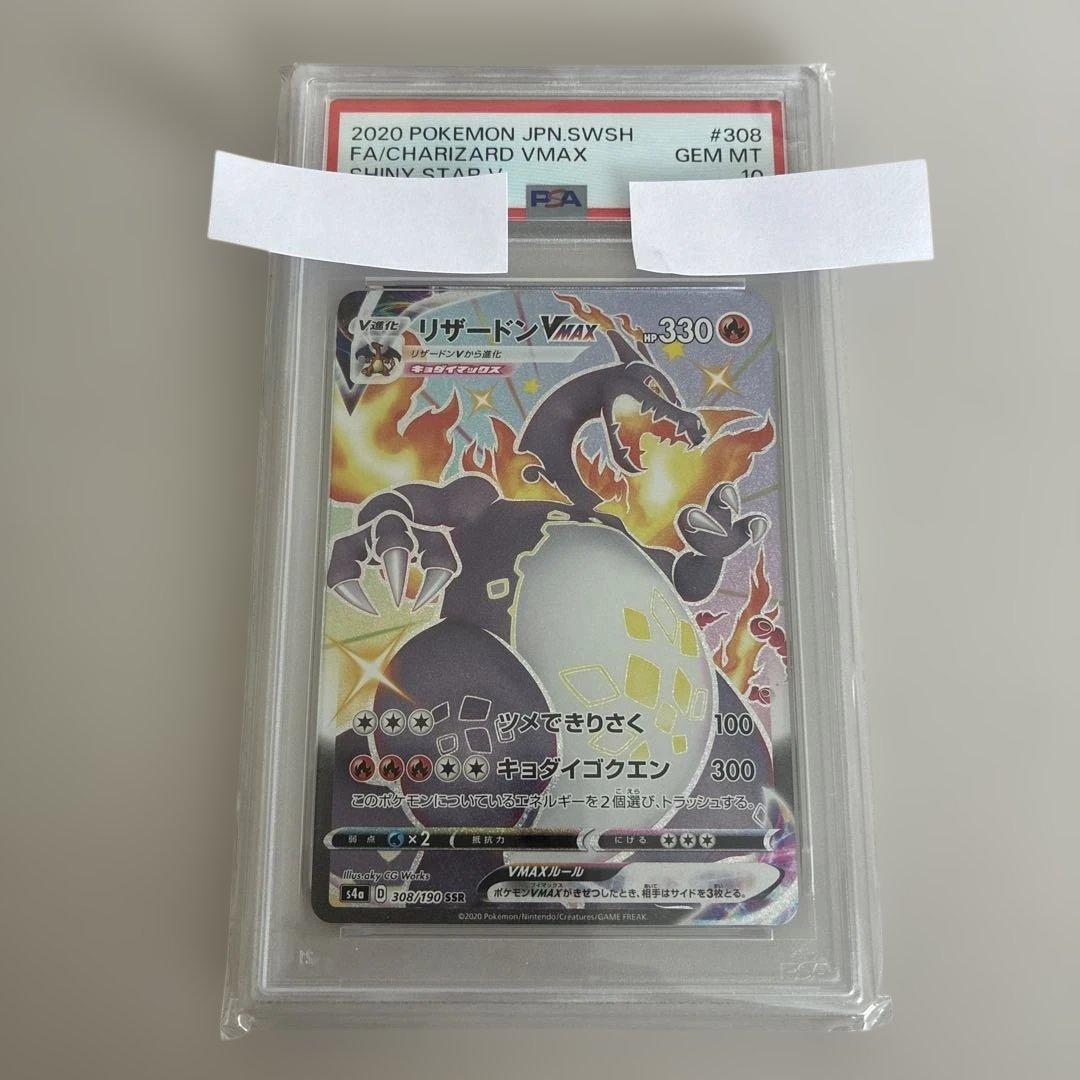 2020 POKEMON JPN.SWSH #308
FA/CHARIZARD VMAX GEM MT
SHINY STAR V 10
PSA
V進化 リザードンVMAX HP330
リザードンVから進化
キョダイマックス
ツメできりさく 100
キョダイゴクエン 300
このポケモンについているエネルギーを2個選び、トラッシュする。
弱点 ×2 抵抗力 にげる
Illus.aky CG Works
VMAXルール
ポケモンVMAXがきぜつしたとき、相手はサイドを3枚とる。
s4a D 308/190 SSR
©2020 Pokémon/Nintendo/Creatures/GAME FREAK.
PSA